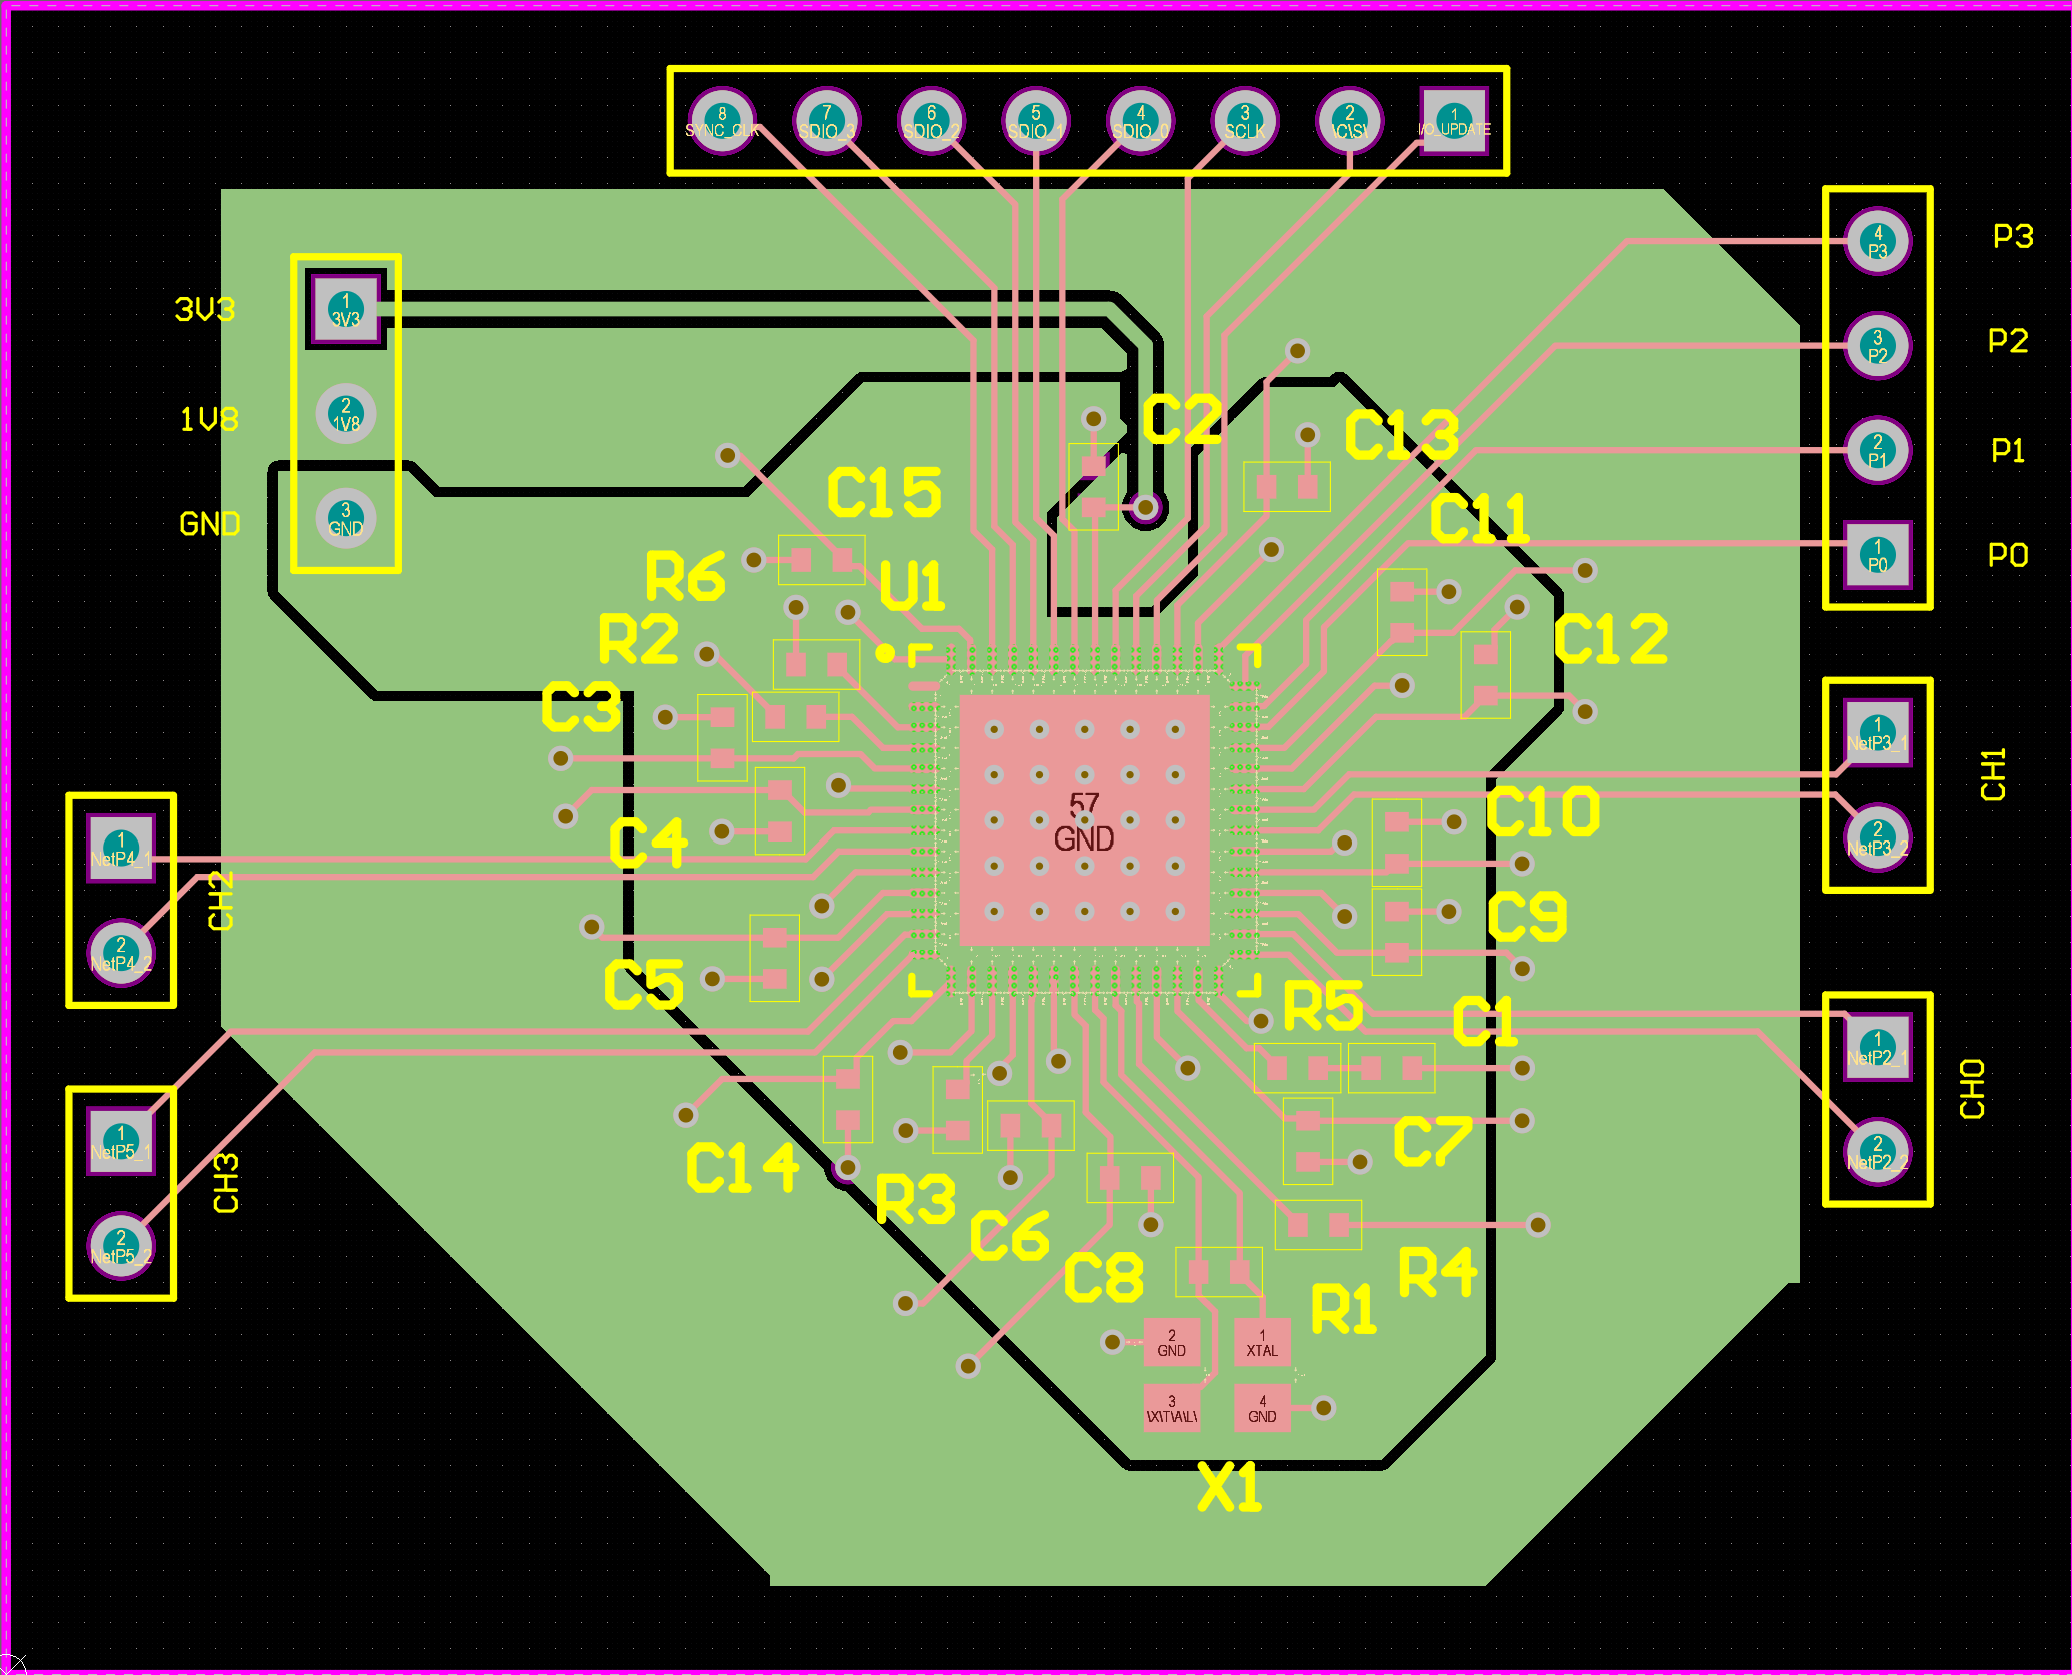 8
SYNC_CLK
7
SDIO_3
6
SDIO_2
5
SDIO_1
4
SDIO_0
3
SCLK
2
\C\S\
1
I/O_UPDATE
4
P3
P3
3
P2
P2
2
P1
P1
1
P0
P0
3V3
1
3V3
1V8
2
1V8
GND
3
GND
C2
C13
C15
C11
R6
U1
R2
C12
C3
C4
57
GND
C10
C9
C5
R5
C1
C14
R3
C6
C7
C8
R4
R1
2
GND
1
XTAL
3
\X\T\A\L\
4
GND
X1
1
NetP3_1
2
NetP3_2
CH1
1
NetP2_1
2
NetP2_2
CH0
1
NetP4_1
2
NetP4_2
CH2
1
NetP5_1
2
NetP5_2
CH3